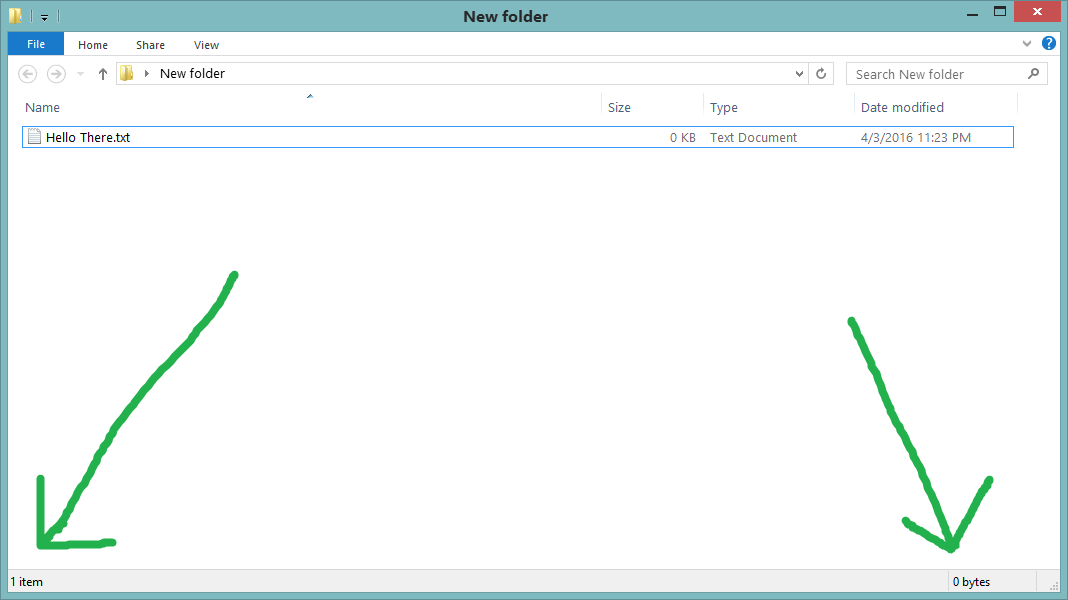 New folder
File Home Share View
New folder Search New folder
Name Size Type Date modified
Hello There.txt 0 KB Text Document 4/3/2016 11:23 PM
1 item 0 bytes